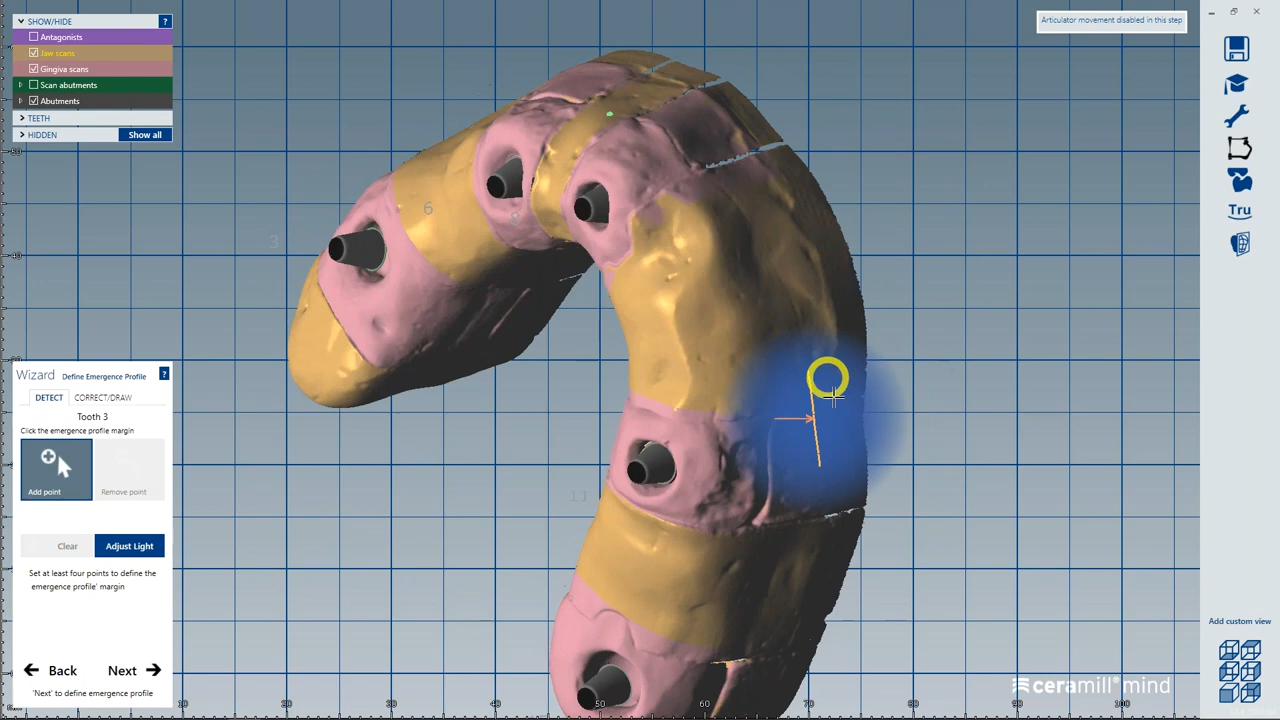 SHOW/HIDE ?
Antagonists
Jaw scans
Gingiva scans
Scan abutments
Abutments
TEETH
HIDDEN Show all
Articulator movement disabled in this step
Tru
3
6
11
Wizard Define Emergence Profile ?
DETECT CORRECT/DRAW
Tooth 3
Click the emergence profile margin
Add point Remove point
Clear Adjust Light
Set at least four points to define the
emergence profile' margin
Back Next
'Next' to define emergence profile
Add custom view
ceramill mind
20 30 40 50 60 70 80 90 100